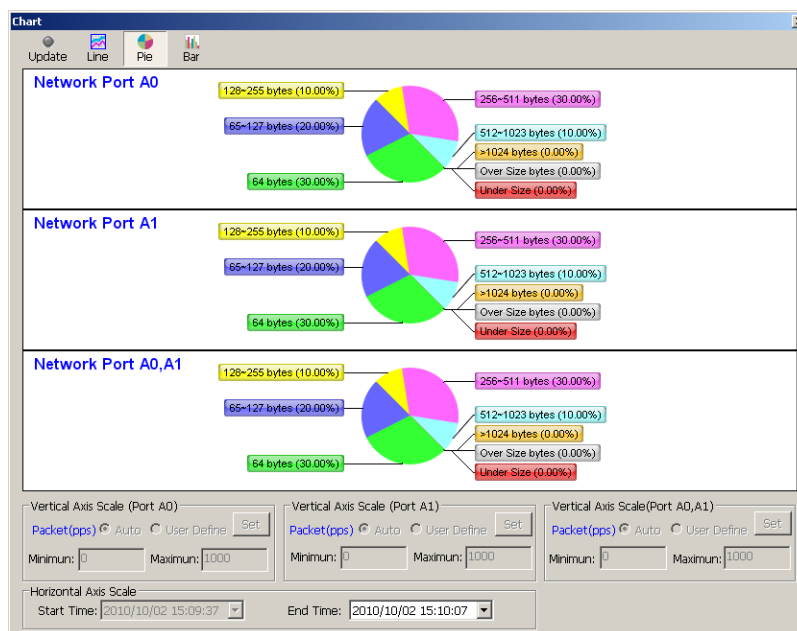 Chart
Update Line Pie Bar
Network Port A0
128~255 bytes (10.00%)
65~127 bytes (20.00%)
64 bytes (30.00%)
256~511 bytes (30.00%)
512~1023 bytes (10.00%)
>1024 bytes (0.00%)
Over Size bytes (0.00%)
Under Size (0.00%)
Network Port A1
128~255 bytes (10.00%)
65~127 bytes (20.00%)
64 bytes (30.00%)
256~511 bytes (30.00%)
512~1023 bytes (10.00%)
>1024 bytes (0.00%)
Over Size bytes (0.00%)
Under Size (0.00%)
Network Port A0,A1
128~255 bytes (10.00%)
65~127 bytes (20.00%)
64 bytes (30.00%)
256~511 bytes (30.00%)
512~1023 bytes (10.00%)
>1024 bytes (0.00%)
Over Size bytes (0.00%)
Under Size (0.00%)
Vertical Axis Scale (Port A0)
Packet(pps) Auto User Define Set
Minimun: 0 Maximun: 1000
Vertical Axis Scale (Port A1)
Packet(pps) Auto User Define Set
Minimun: 0 Maximun: 1000
Vertical Axis Scale(Port A0,A1)
Packet(pps) Auto User Define Set
Minimun: 0 Maximun: 1000
Horizontal Axis Scale
Start Time: 2010/10/02 15:09:37 End Time: 2010/10/02 15:10:07